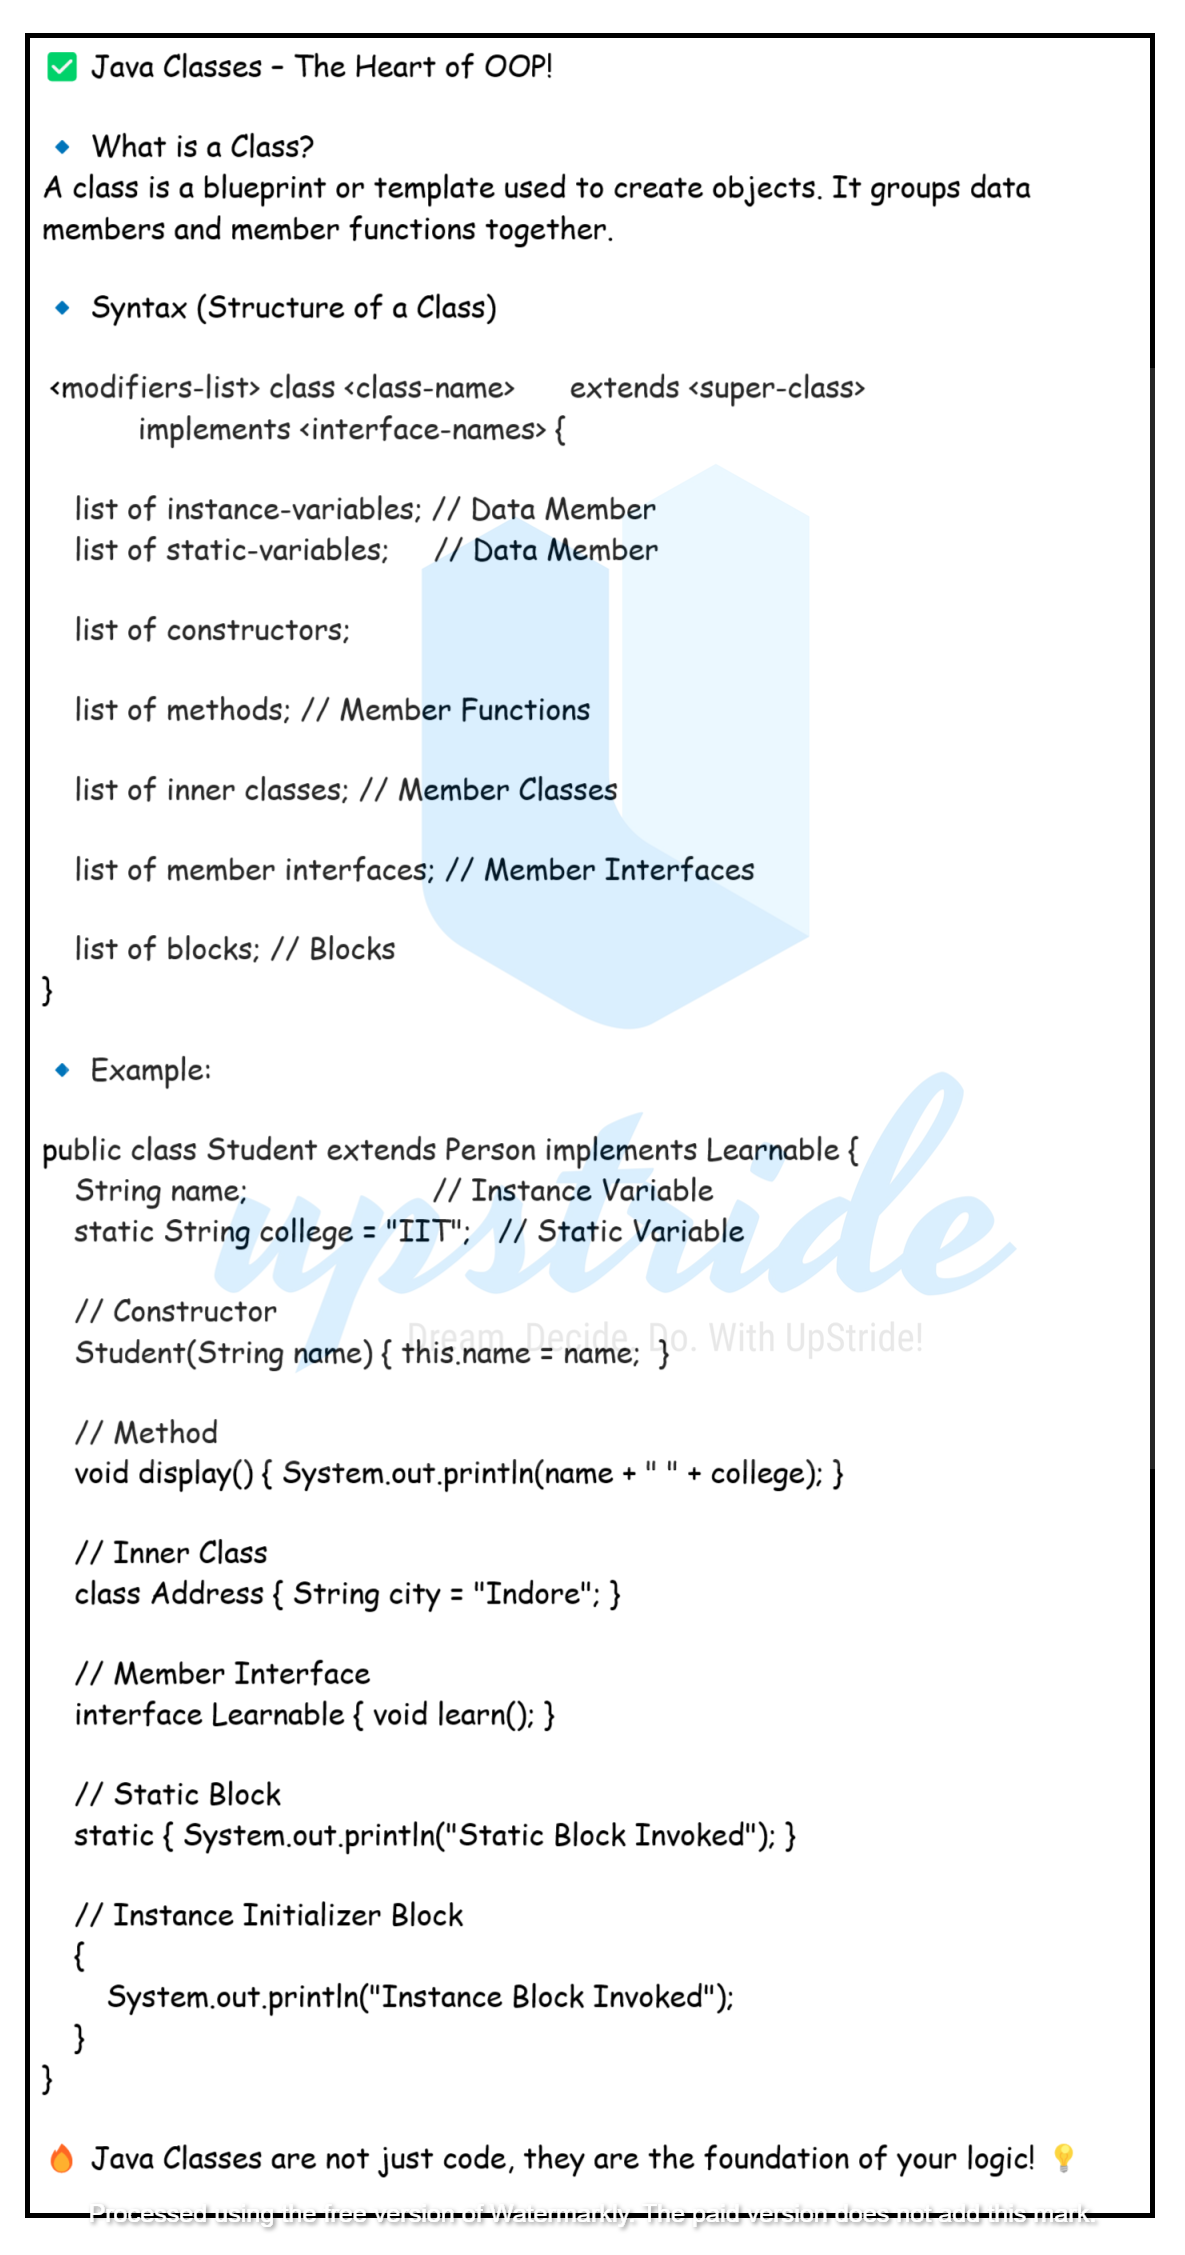 ✅ Java Classes – The Heart of OOP!
🔹 What is a Class?
A class is a blueprint or template used to create objects. It groups data
members and member functions together.
🔹 Syntax (Structure of a Class)
<modifiers-list> class <class-name> extends <super-class>
implements <interface-names> {
list of instance-variables; // Data Member
list of static-variables; // Data Member
list of constructors;
list of methods; // Member Functions
list of inner classes; // Member Classes
list of member interfaces; // Member Interfaces
list of blocks; // Blocks
}
🔹 Example:
public class Student extends Person implements Learnable {
String name; // Instance Variable
static String college = "IIT"; // Static Variable
upstride
// Constructor
Dream. Decide. Do. With UpStride!
Student(String name) { this.name = name; }
// Method
void display() { System.out.println(name + " " + college); }
// Inner Class
class Address { String city = "Indore"; }
// Member Interface
interface Learnable { void learn(); }
// Static Block
static { System.out.println("Static Block Invoked"); }
// Instance Initializer Block
{
System.out.println("Instance Block Invoked");
}
}
🔥 Java Classes are not just code, they are the foundation of your logic! 💡
Processed using the free version of Watermarkly. The paid version does not add this mark.